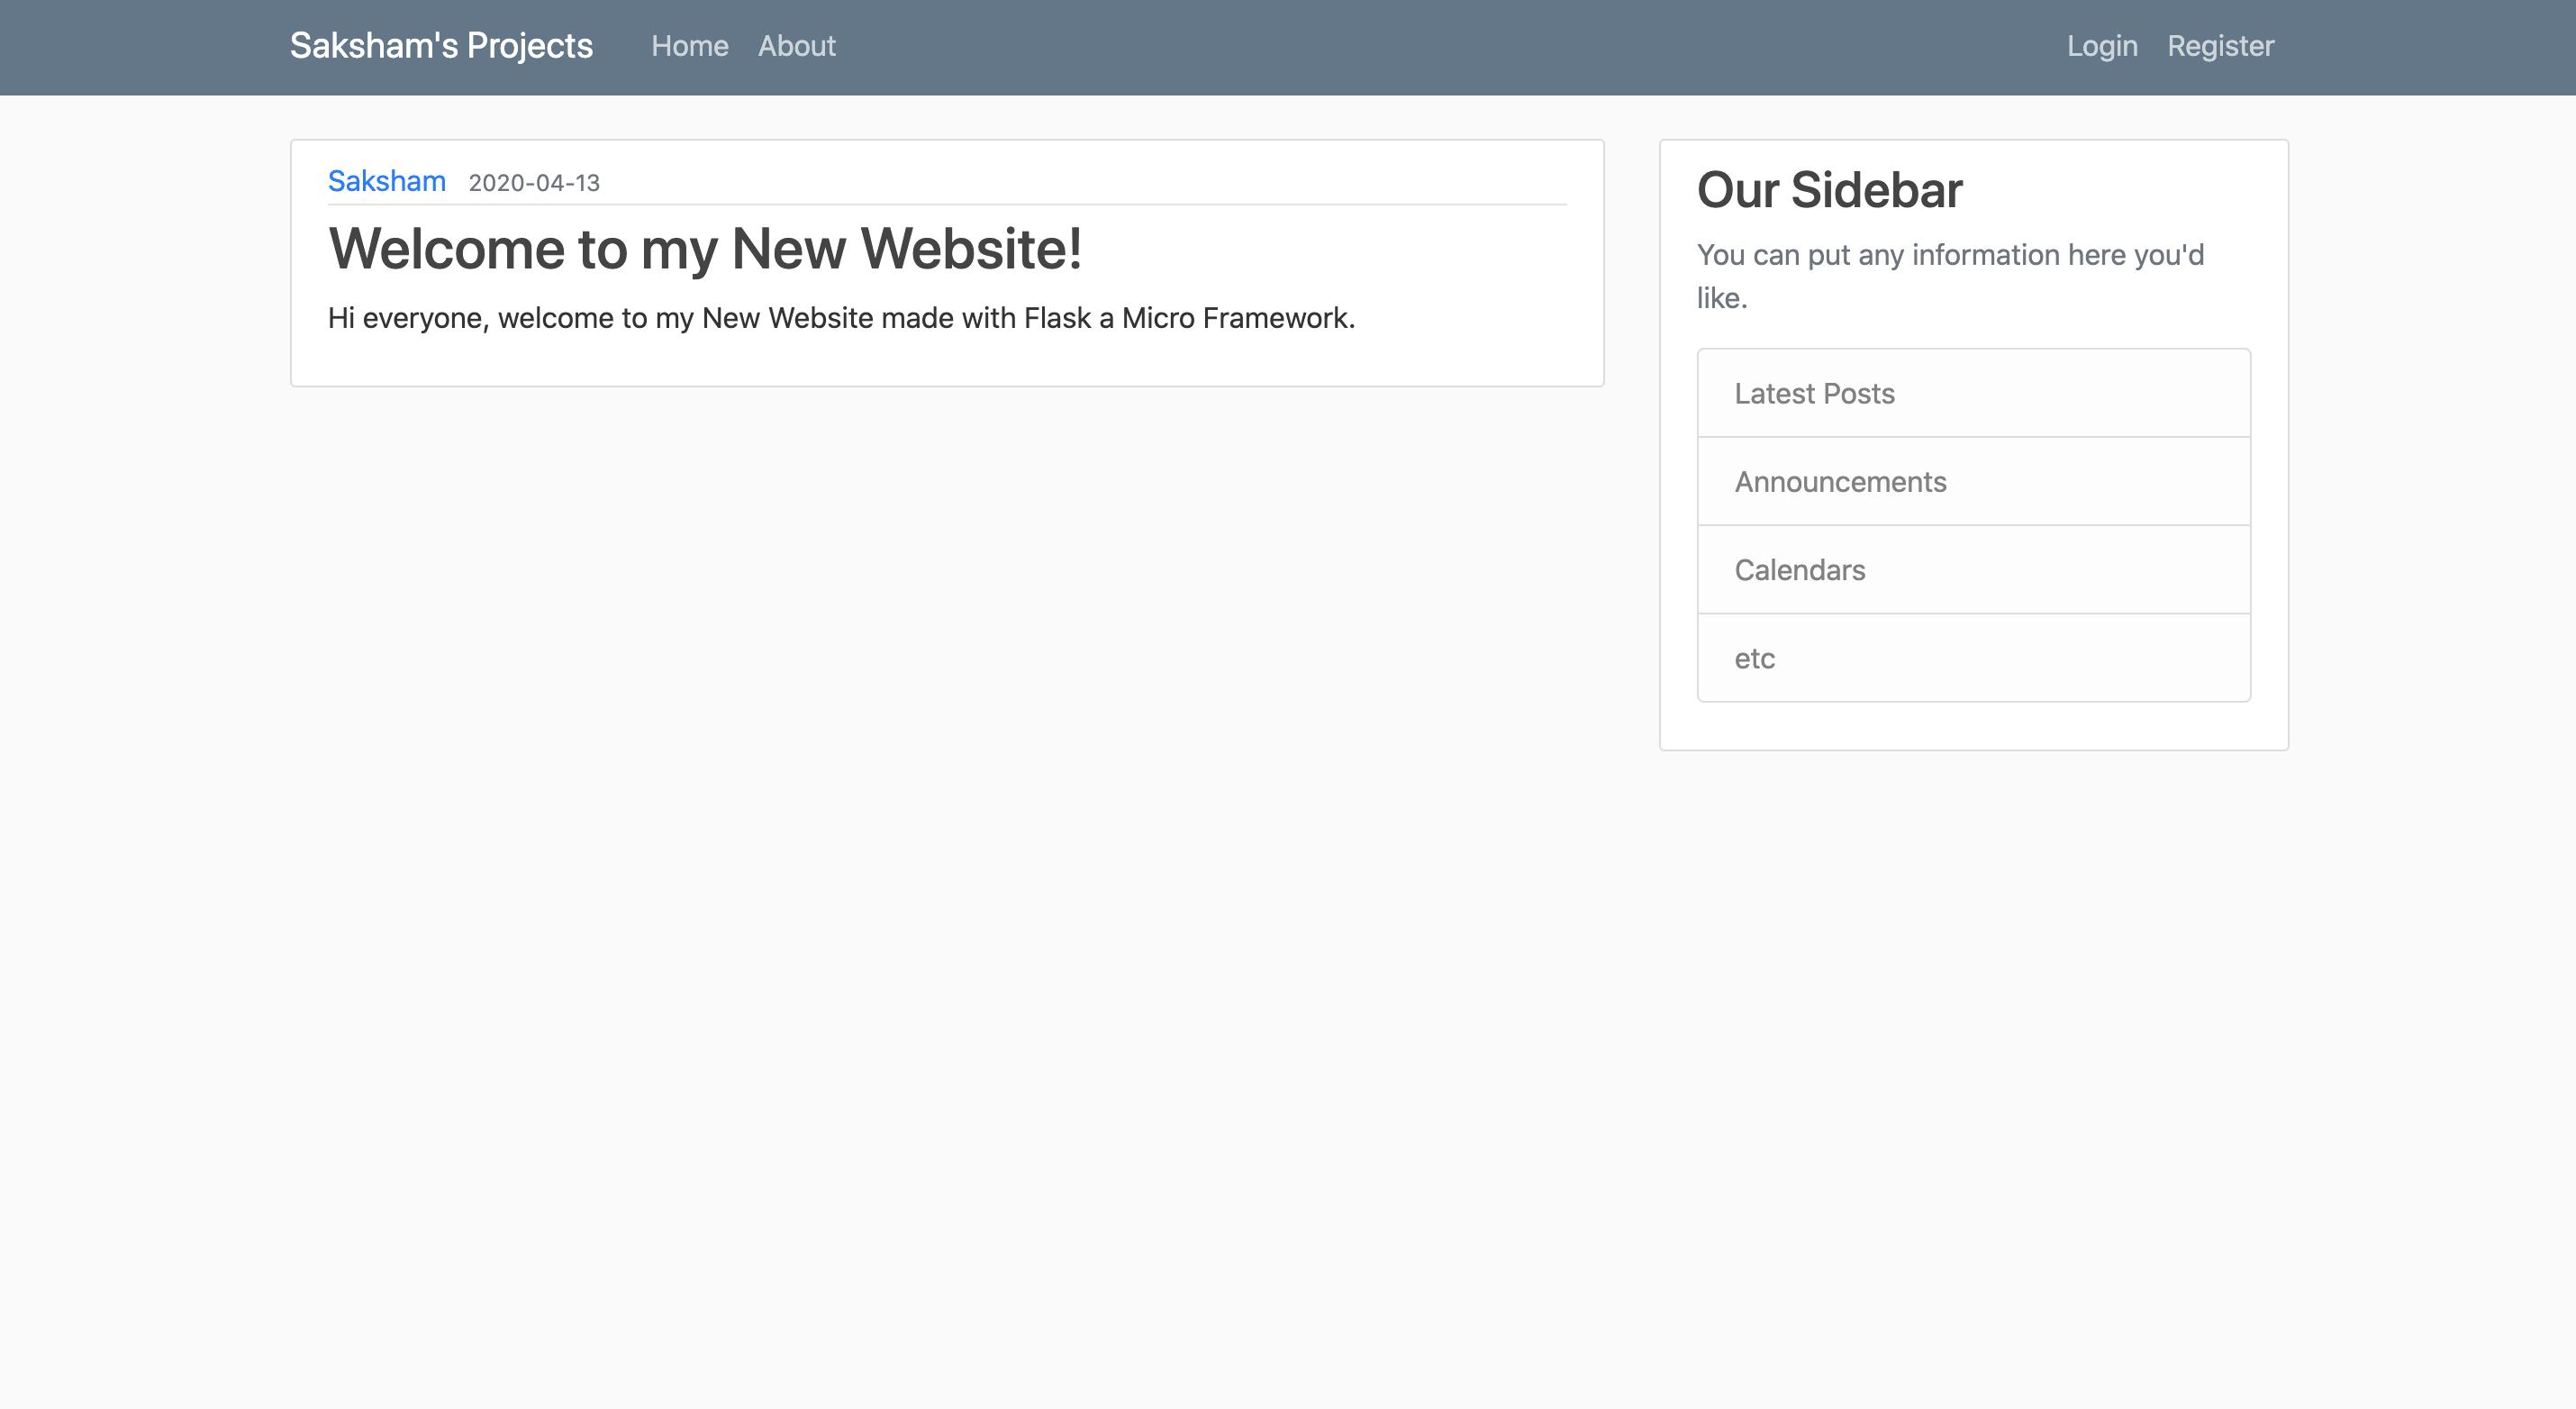 Saksham's Projects Home About Login Register
Saksham 2020-04-13
Welcome to my New Website!
Hi everyone, welcome to my New Website made with Flask a Micro Framework.
Our Sidebar
You can put any information here you'd
like.
Latest Posts
Announcements
Calendars
etc